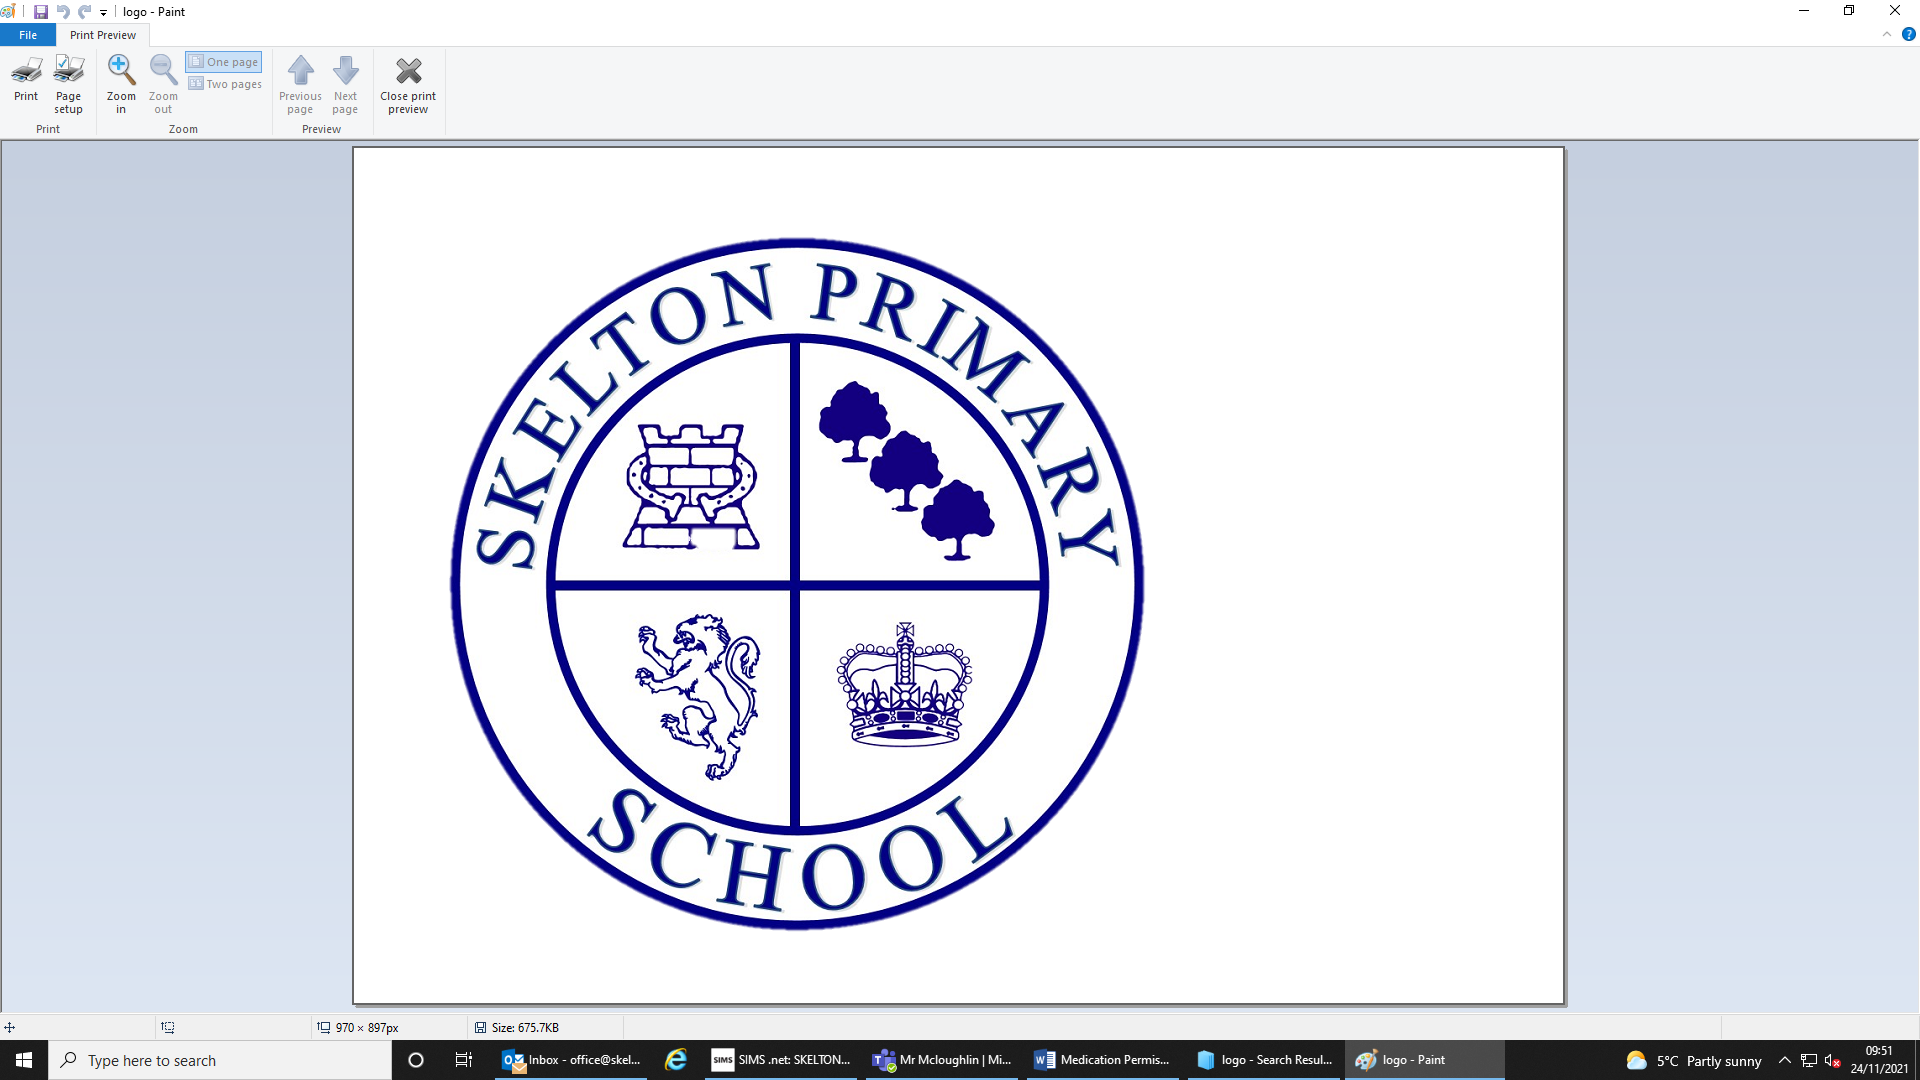 logo - Paint
File
Print Preview
Print
Page setup
Zoom in
Zoom out
One page
Two pages
Previous page
Next page
Close print preview
Print
Zoom
Preview
SKELTON PRIMARY
SCHOOL
970 × 897px
Size: 675.7KB
Type here to search
Inbox - office@skel...
SIMS
SIMS .net: SKELTON...
Mr Mcloughlin | Mi...
Medication Permis...
logo - Search Resul...
logo - Paint
5°C Partly sunny
09:51
24/11/2021